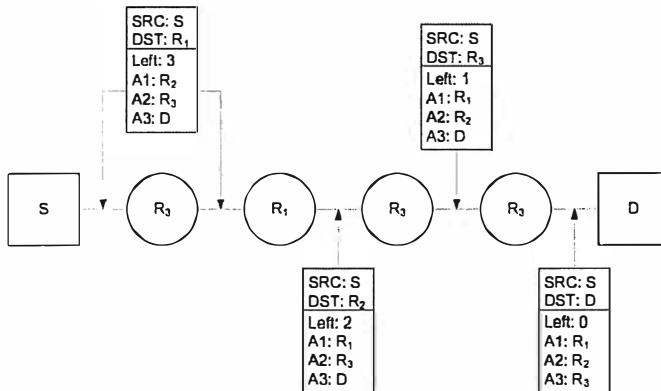 SRC: S
DST: R1
Left: 3
A1: R2
A2: R3
A3: D
SRC: S
DST: R3
Left: 1
A1: R1
A2: R2
A3: D
S
R3
R1
R3
R3
D
SRC: S
DST: R2
Left: 2
A1: R1
A2: R3
A3: D
SRC: S
DST: D
Left: 0
A1: R1
A2: R2
A3: R3